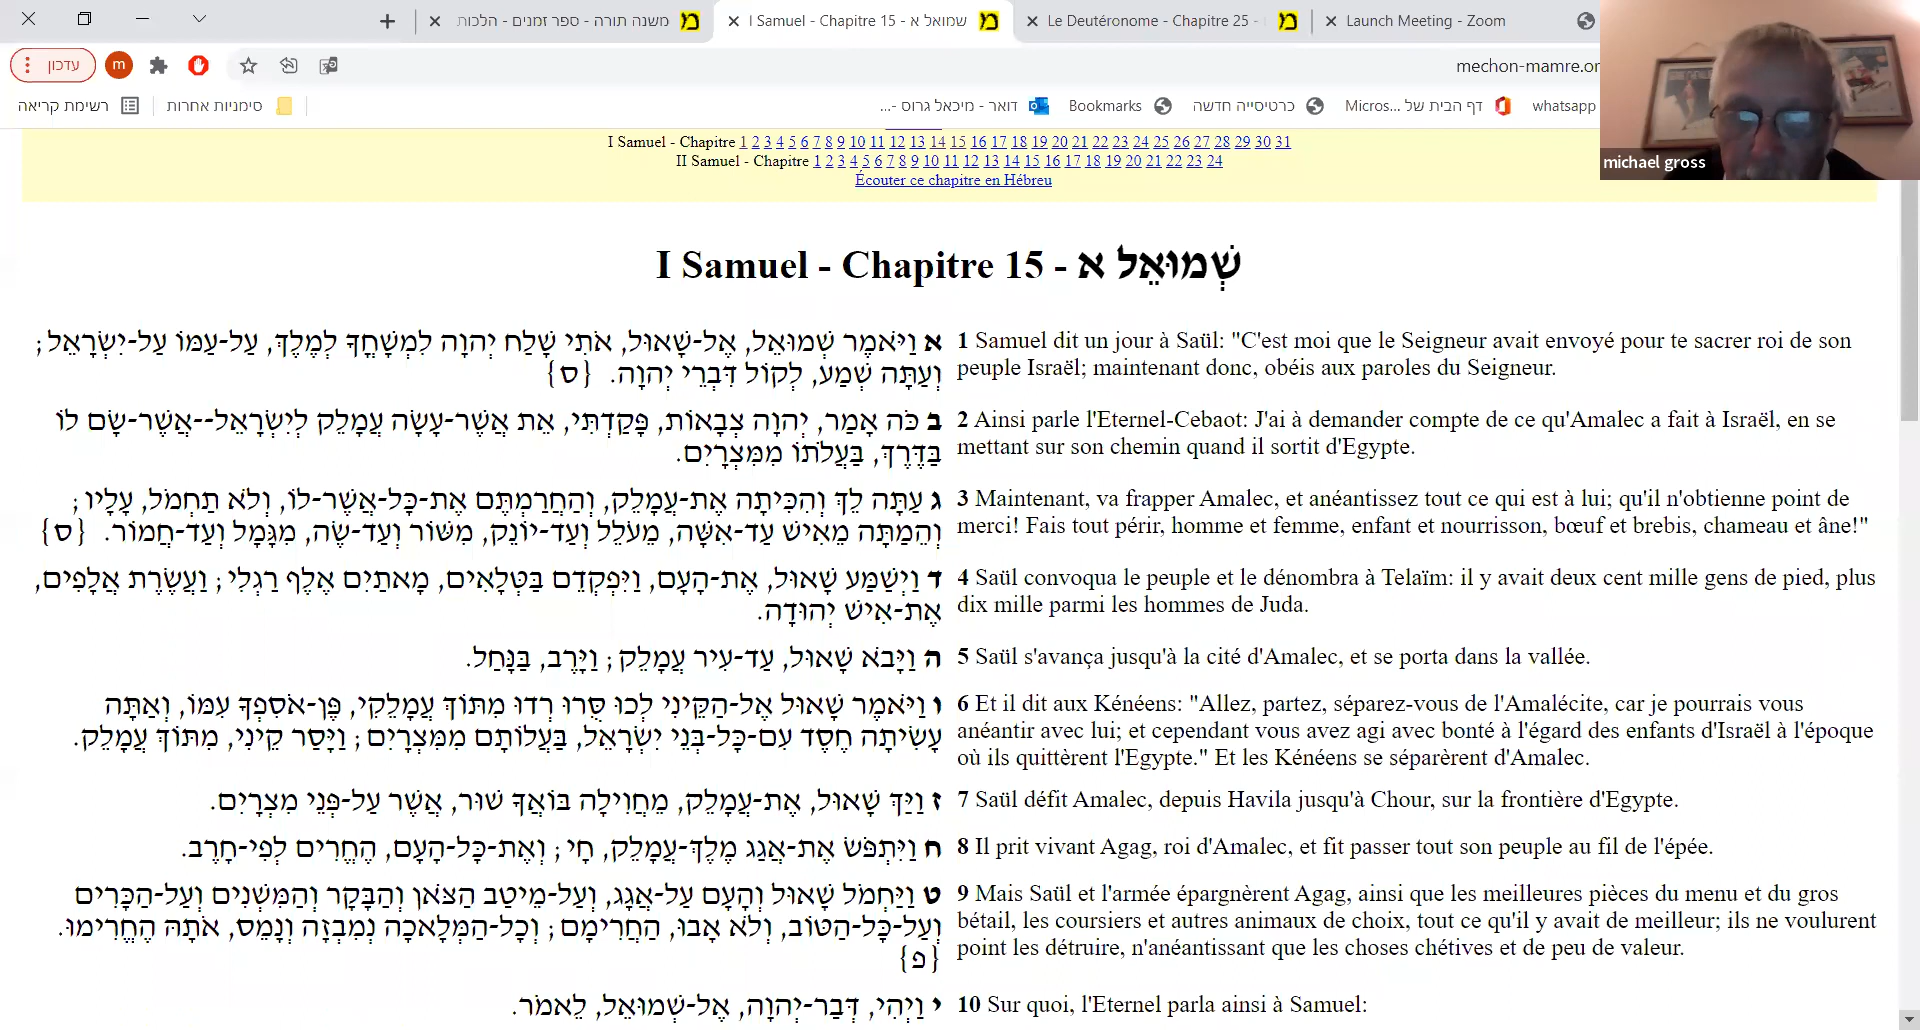 משנה תורה - ספר זמנים - הלכות
שמואל א - I Samuel - Chapitre 15
Le Deutéronome - Chapitre 25 -
Launch Meeting - Zoom
עדכון
m
mechon-mamre.or
רשימת קריאה
סימניות אחרות
דואר - מיכאל גרוס -...
Bookmarks
כרטיסייה חדשה
דף הבית של Micros...
whatsapp
michael gross
I Samuel - Chapitre 1 2 3 4 5 6 7 8 9 10 11 12 13 14 15 16 17 18 19 20 21 22 23 24 25 26 27 28 29 30 31
II Samuel - Chapitre 1 2 3 4 5 6 7 8 9 10 11 12 13 14 15 16 17 18 19 20 21 22 23 24
Écouter ce chapitre en Hébreu
I Samuel - Chapitre 15 - שְׁמוּאֵל א
א וַיֹּאמֶר שְׁמוּאֵל, אֶל-שָׁאוּל, אֹתִי שָׁלַח יְהוָה לִמְשָׁחֳךָ לְמֶלֶךְ, עַל-עַמּוֹ עַל-יִשְׂרָאֵל;
וְעַתָּה שְׁמַע, לְקוֹל דִּבְרֵי יְהוָה. {ס}
1 Samuel dit un jour à Saül: "C'est moi que le Seigneur avait envoyé pour te sacrer roi de son
peuple Israël; maintenant donc, obéis aux paroles du Seigneur.
ב כֹּה אָמַר, יְהוָה צְבָאוֹת, פָּקַדְתִּי, אֵת אֲשֶׁר-עָשָׂה עֲמָלֵק לְיִשְׂרָאֵל--אֲשֶׁר-שָׂם לוֹ
בַּדֶּרֶךְ, בַּעֲלֹתוֹ מִמִּצְרָיִם.
2 Ainsi parle l'Eternel-Cebaot: J'ai à demander compte de ce qu'Amalec a fait à Israël, en se
mettant sur son chemin quand il sortit d'Egypte.
ג עַתָּה לֵךְ וְהִכִּיתָה אֶת-עֲמָלֵק, וְהַחֲרַמְתֶּם אֶת-כָּל-אֲשֶׁר-לוֹ, וְלֹא תַחְמֹל, עָלָיו;
וְהֵמַתָּה מֵאִישׁ עַד-אִשָּׁה, מֵעֹלֵל וְעַד-יוֹנֵק, מִשּׁוֹר וְעַד-שֶׂה, מִגָּמָל וְעַד-חֲמוֹר. {ס}
3 Maintenant, va frapper Amalec, et anéantissez tout ce qui est à lui; qu'il n'obtienne point de
merci! Fais tout périr, homme et femme, enfant et nourrisson, bœuf et brebis, chameau et âne!"
ד וַיְשַׁמַּע שָׁאוּל, אֶת-הָעָם, וַיִּפְקְדֵם בַּטְּלָאִים, מָאתַיִם אֶלֶף רַגְלִי; וַעֲשֶׂרֶת אֲלָפִים,
אֶת-אִישׁ יְהוּדָה.
4 Saül convoqua le peuple et le dénombra à Telaïm: il y avait deux cent mille gens de pied, plus
dix mille parmi les hommes de Juda.
ה וַיָּבֹא שָׁאוּל, עַד-עִיר עֲמָלֵק; וַיָּרֶב, בַּנָּחַל.
5 Saül s'avança jusqu'à la cité d'Amalec, et se porta dans la vallée.
ו וַיֹּאמֶר שָׁאוּל אֶל-הַקֵּינִי לְכוּ סֻּרוּ רְדוּ מִתּוֹךְ עֲמָלֵקִי, פֶּן-אֹסִפְךָ עִמּוֹ, וְאַתָּה
עָשִׂיתָה חֶסֶד עִם-כָּל-בְּנֵי יִשְׂרָאֵל, בַּעֲלוֹתָם מִמִּצְרָיִם; וַיָּסַר קֵינִי, מִתּוֹךְ עֲמָלֵק.
6 Et il dit aux Kénéens: "Allez, partez, séparez-vous de l'Amalécite, car je pourrais vous
anéantir avec lui; et cependant vous avez agi avec bonté à l'égard des enfants d'Israël à l'époque
où ils quittèrent l'Egypte." Et les Kénéens se séparèrent d'Amalec.
ז וַיַּךְ שָׁאוּל, אֶת-עֲמָלֵק, מֵחֲוִילָה בּוֹאֲךָ שׁוּר, אֲשֶׁר עַל-פְּנֵי מִצְרָיִם.
7 Saül défit Amalec, depuis Havila jusqu'à Chour, sur la frontière d'Egypte.
ח וַיִּתְפֹּשׂ אֶת-אֲגַג מֶלֶךְ-עֲמָלֵק, חָי; וְאֶת-כָּל-הָעָם, הֶחֱרִים לְפִי-חָרֶב.
8 Il prit vivant Agag, roi d'Amalec, et fit passer tout son peuple au fil de l'épée.
ט וַיַּחְמֹל שָׁאוּל וְהָעָם עַל-אֲגָג, וְעַל-מֵיטַב הַצֹּאן וְהַבָּקָר וְהַמִּשְׁנִים וְעַל-הַכָּרִים
וְעַל-כָּל-הַטּוֹב, וְלֹא אָבוּ, הַחֲרִימָם; וְכָל-הַמְּלָאכָה נְמִבְזָה וְנָמֵס, אֹתָהּ הֶחֱרִימוּ.
{פ}
9 Mais Saül et l'armée épargnèrent Agag, ainsi que les meilleures pièces du menu et du gros
bétail, les coursiers et autres animaux de choix, tout ce qu'il y avait de meilleur; ils ne voulurent
point les détruire, n'anéantissant que les choses chétives et de peu de valeur.
י וַיְהִי, דְּבַר-יְהוָה, אֶל-שְׁמוּאֵל, לֵאמֹר.
10 Sur quoi, l'Eternel parla ainsi à Samuel: